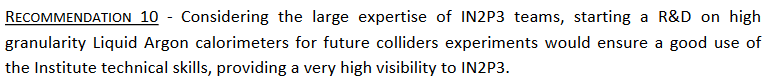 RECOMMENDATION 10 - Considering the large expertise of IN2P3 teams, starting a R&D on high
granularity Liquid Argon calorimeters for future colliders experiments would ensure a good use of
the Institute technical skills, providing a very high visibility to IN2P3.